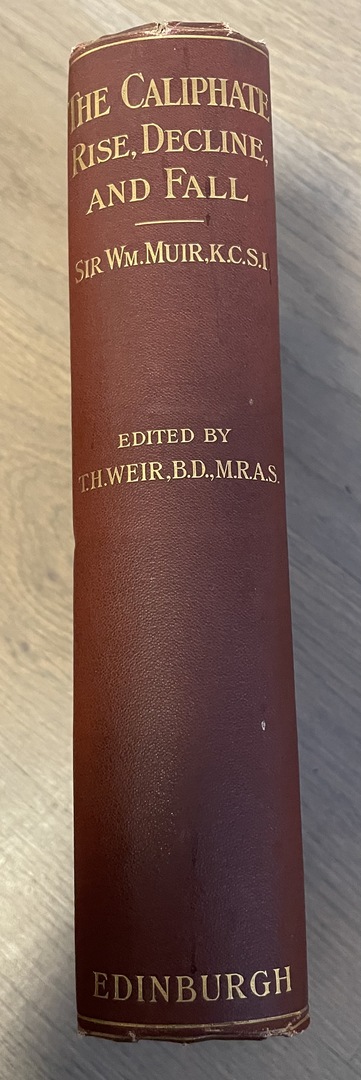 THE CALIPHATE
RISE, DECLINE,
AND FALL
SIR WM. MUIR, K.C.S.I.
EDITED BY
T.H. WEIR, B.D., M.R.A.S.
EDINBURGH